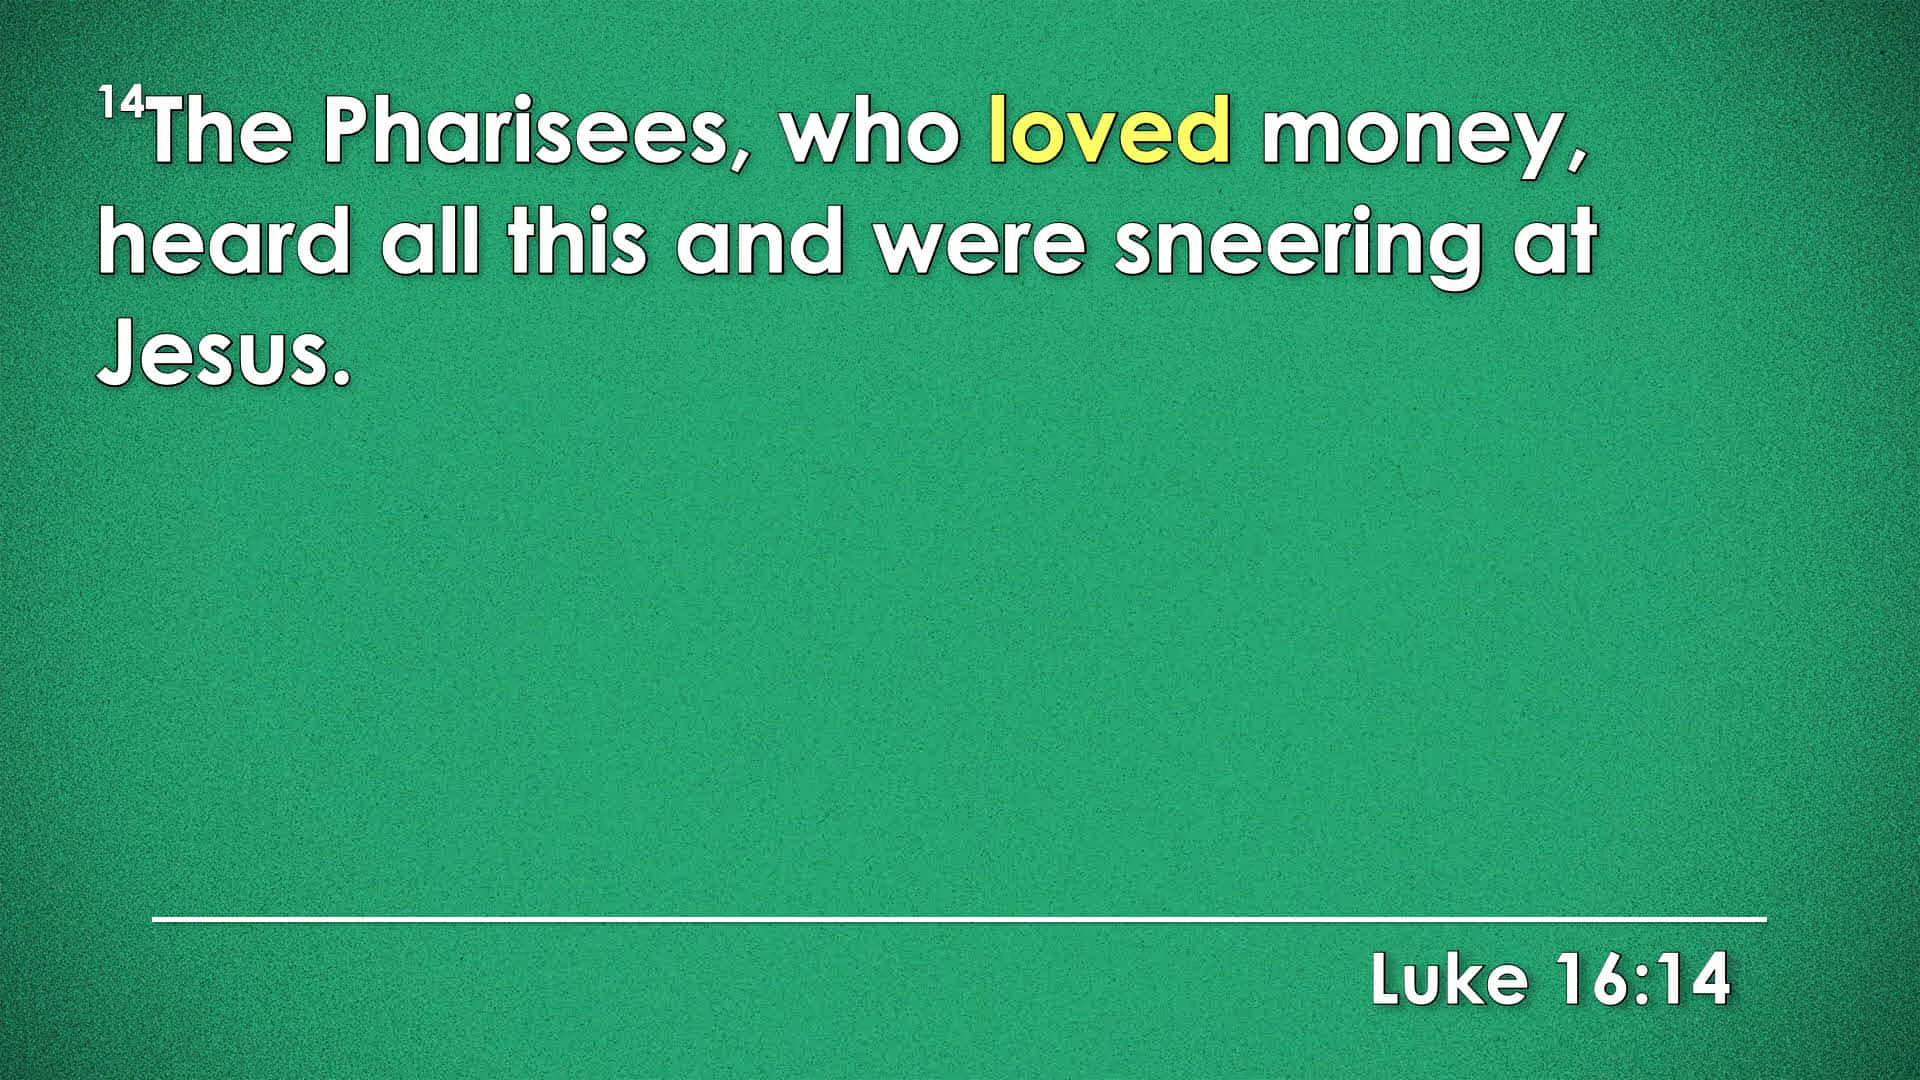 14The Pharisees, who loved money,
heard all this and were sneering at
Jesus.
Luke 16:14